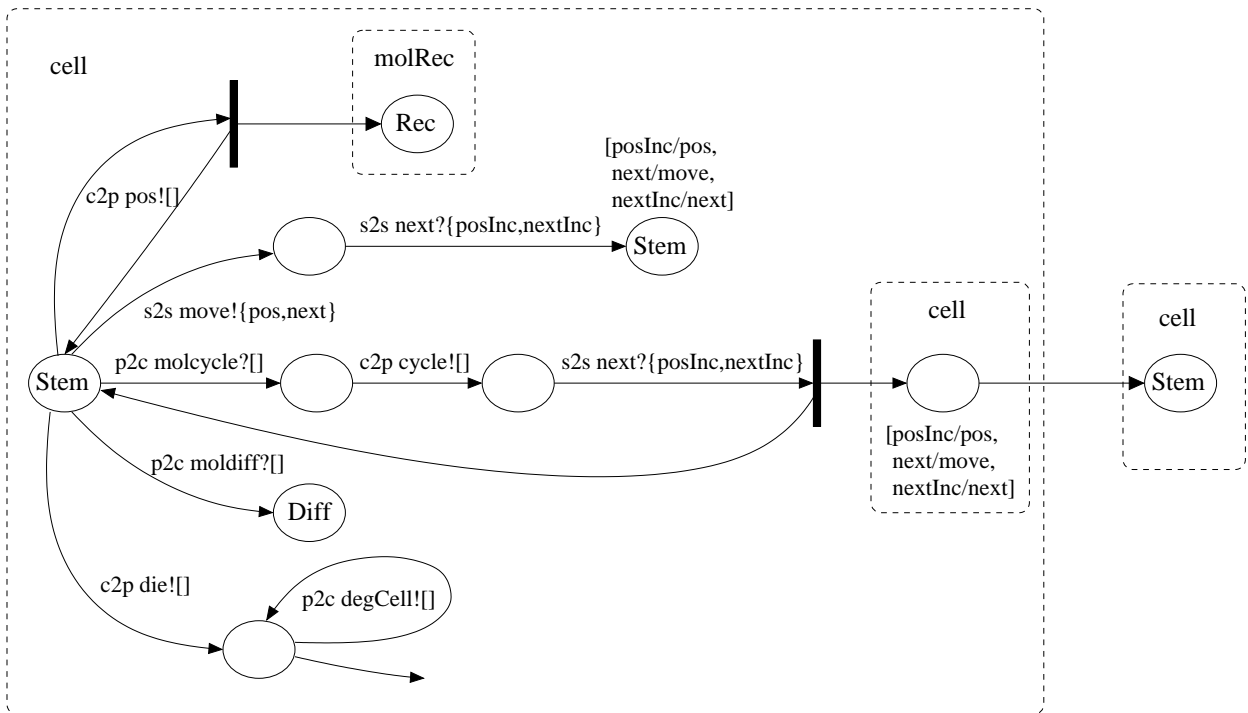 cell
molRec
Rec
c2p pos![]
[posInc/pos,
next/move,
nextInc/next]
s2s next?{posInc,nextInc}
Stem
s2s move!{pos,next}
cell
cell
p2c molcycle?[]
c2p cycle![]
s2s next?{posInc,nextInc}
Stem
Stem
[posInc/pos,
next/move,
nextInc/next]
p2c moldiff?[]
Diff
c2p die![]
p2c degCell![]